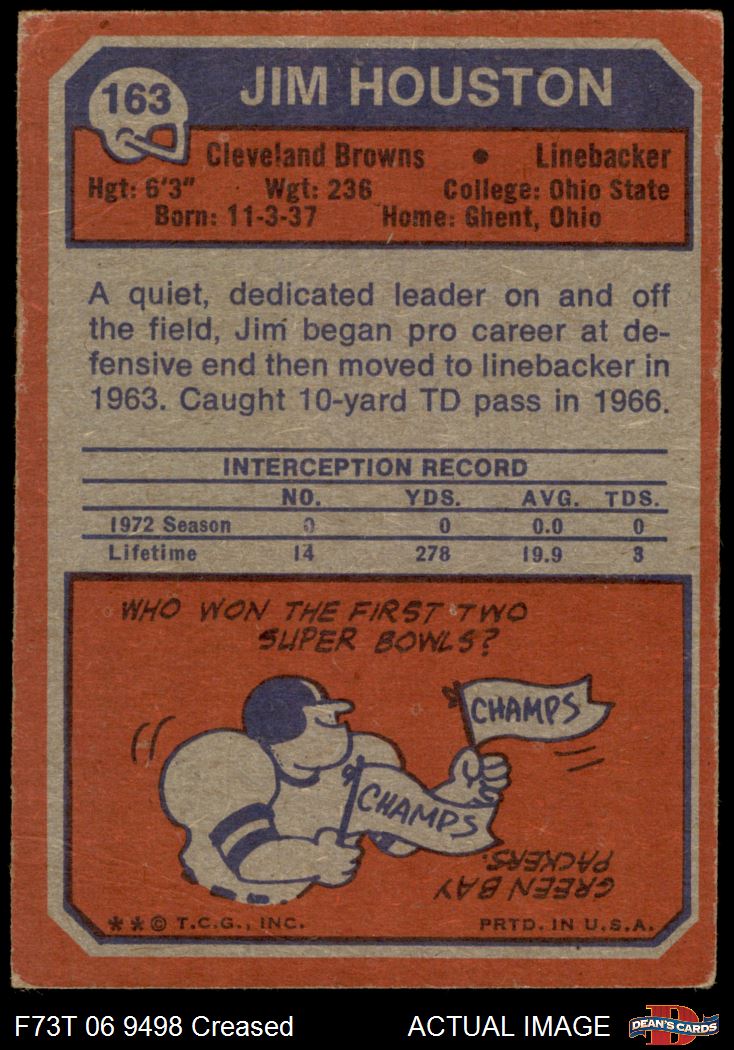 163
JIM HOUSTON
Cleveland Browns • Linebacker
Hgt: 6'3" Wgt: 236 College: Ohio State
Born: 11-3-37 Home: Ghent, Ohio
A quiet, dedicated leader on and off
the field, Jim began pro career at de-
fensive end then moved to linebacker in
1963. Caught 10-yard TD pass in 1966.
INTERCEPTION RECORD
NO. YDS. AVG. TDS.
1972 Season 0 0 0.0 0
Lifetime 14 278 19.9 3
WHO WON THE FIRST TWO
SUPER BOWLS?
CHAMPS
CHAMPS
GREEN BAY
PACKERS.
**© T.C.G., INC. PRTD. IN U.S.A.
F73T 06 9498 Creased ACTUAL IMAGE
D
DEAN'S CARDS